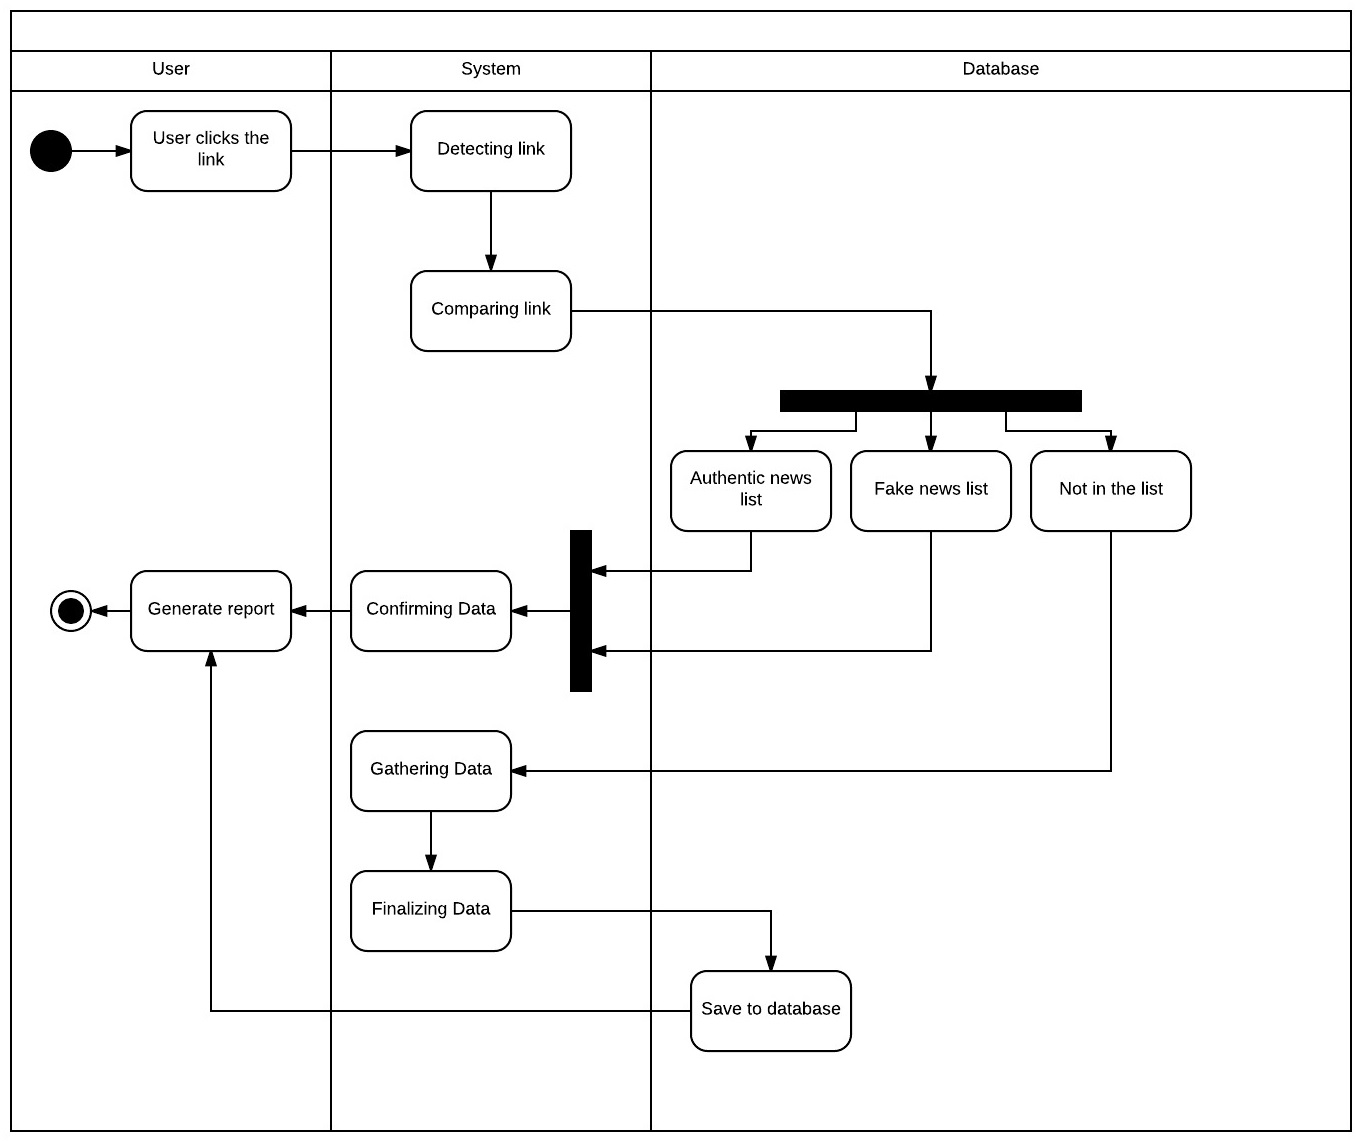 User
System
Database
User clicks the
link
Detecting link
Comparing link
Authentic news
list
Fake news list
Not in the list
Generate report
Confirming Data
Gathering Data
Finalizing Data
Save to database